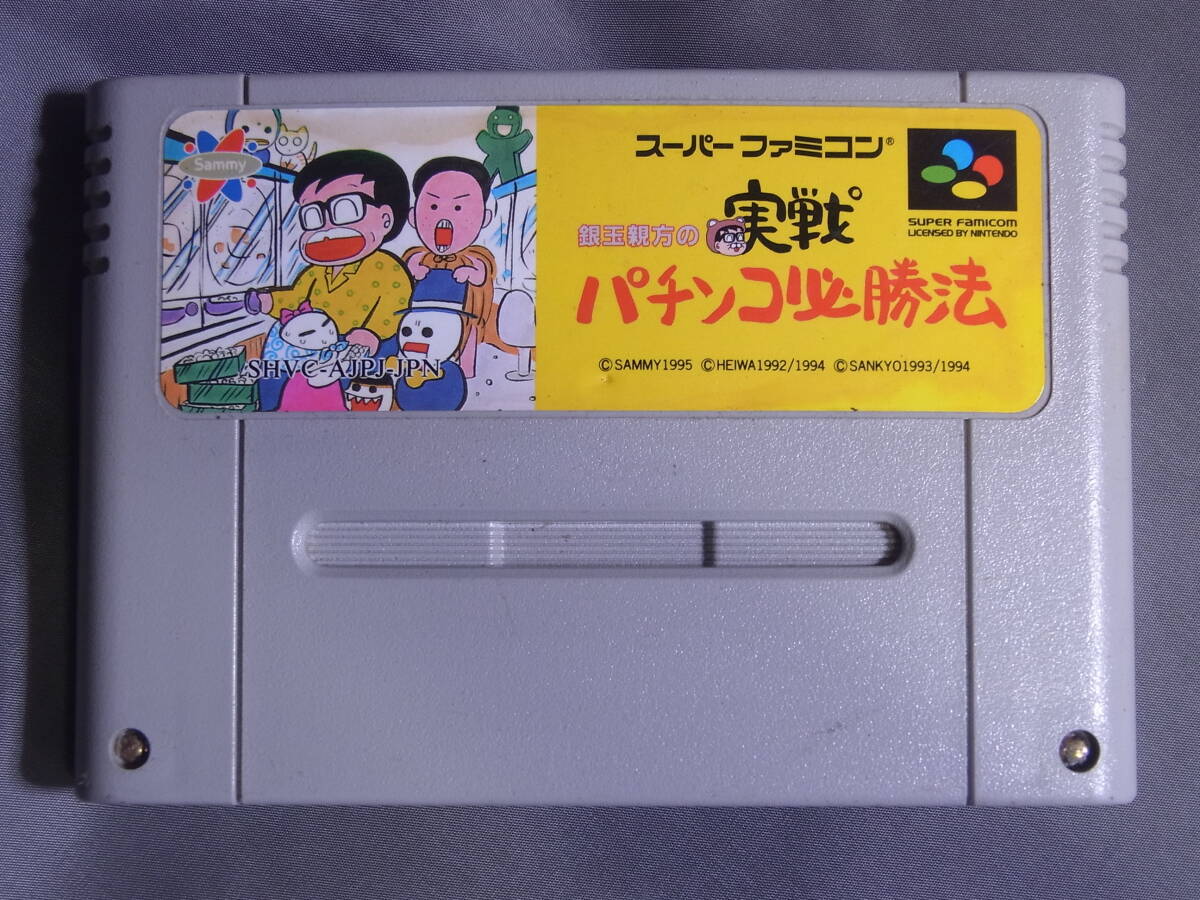 Sammy
SHVC-AJPJ-JPN
スーパーファミコン®
SUPER FAMICOM
LICENSED BY NINTENDO
銀玉親方の
実戦
パチンコ必勝法
©SAMMY1995 ©HEIWA1992/1994 ©SANKYO1993/1994